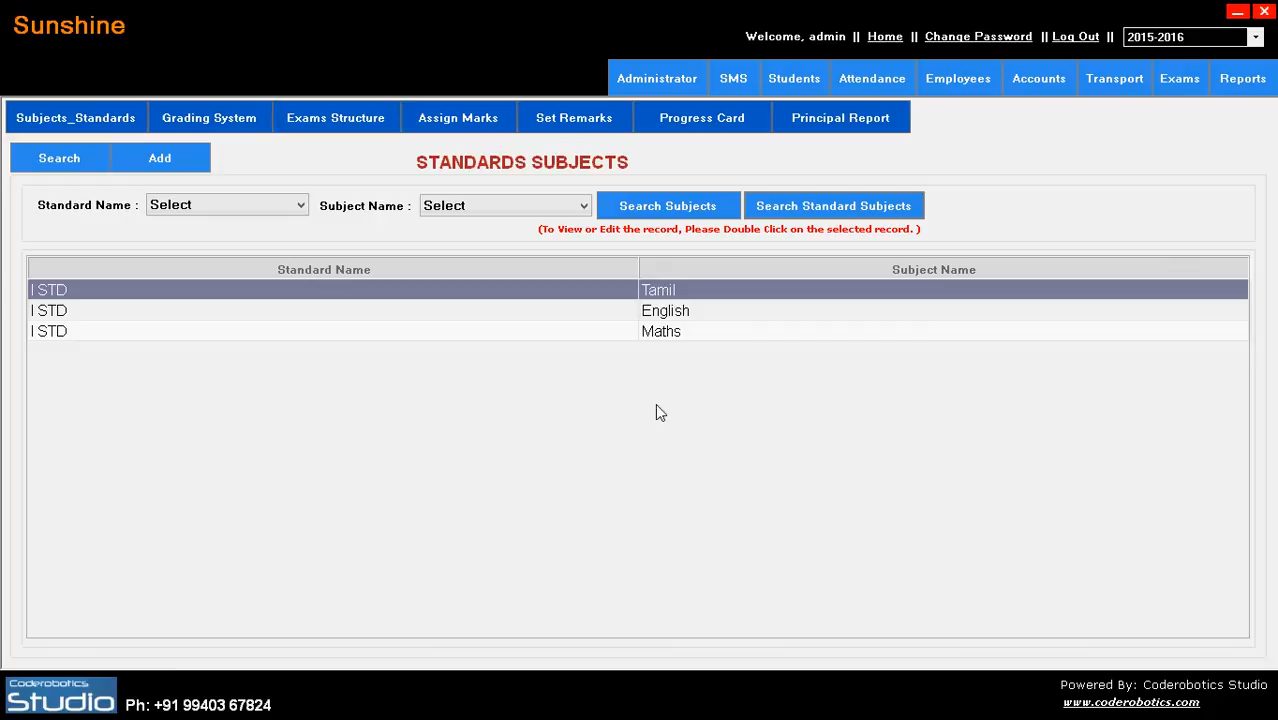 Sunshine
Welcome, admin || Home || Change Password || Log Out || 2015-2016
Administrator SMS Students Attendance Employees Accounts Transport Exams Reports
Subjects_Standards Grading System Exams Structure Assign Marks Set Remarks Progress Card Principal Report
Search Add STANDARDS SUBJECTS
Standard Name : Select Subject Name : Select Search Subjects Search Standard Subjects
(To View or Edit the record, Please Double Click on the selected record. )
Standard Name Subject Name
I STD Tamil
I STD English
I STD Maths
Coderobotics Studio Ph: +91 99403 67824
Powered By: Coderobotics Studio
www.coderobotics.com